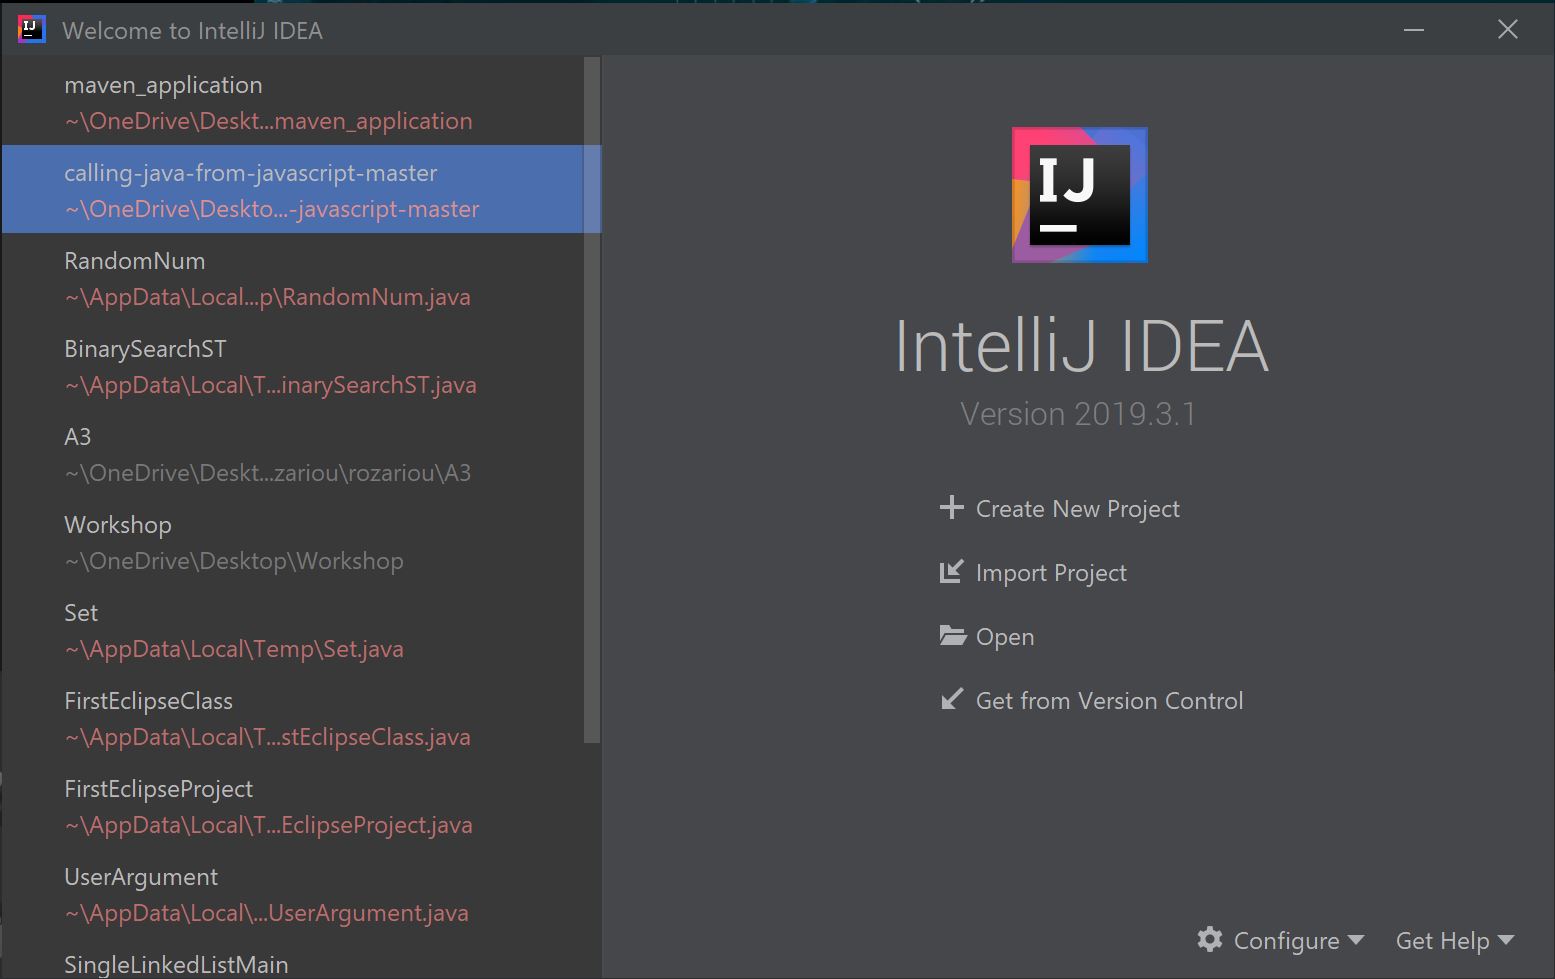 IJ
Welcome to IntelliJ IDEA
maven_application
~\OneDrive\Deskt...maven_application
calling-java-from-javascript-master
~\OneDrive\Deskto...-javascript-master
RandomNum
~\AppData\Local...p\RandomNum.java
BinarySearchST
~\AppData\Local\T...inarySearchST.java
A3
~\OneDrive\Deskt...zariou\rozariou\A3
Workshop
~\OneDrive\Desktop\Workshop
Set
~\AppData\Local\Temp\Set.java
FirstEclipseClass
~\AppData\Local\T...stEclipseClass.java
FirstEclipseProject
~\AppData\Local\T...EclipseProject.java
UserArgument
~\AppData\Local\...UserArgument.java
SingleLinkedListMain
IJ
IntelliJ IDEA
Version 2019.3.1
Create New Project
Import Project
Open
Get from Version Control
Configure
Get Help